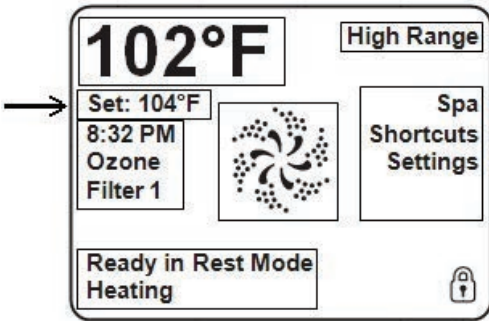 102°F
High Range
Set: 104°F
8:32 PM
Ozone
Filter 1
Spa
Shortcuts
Settings
Ready in Rest Mode
Heating